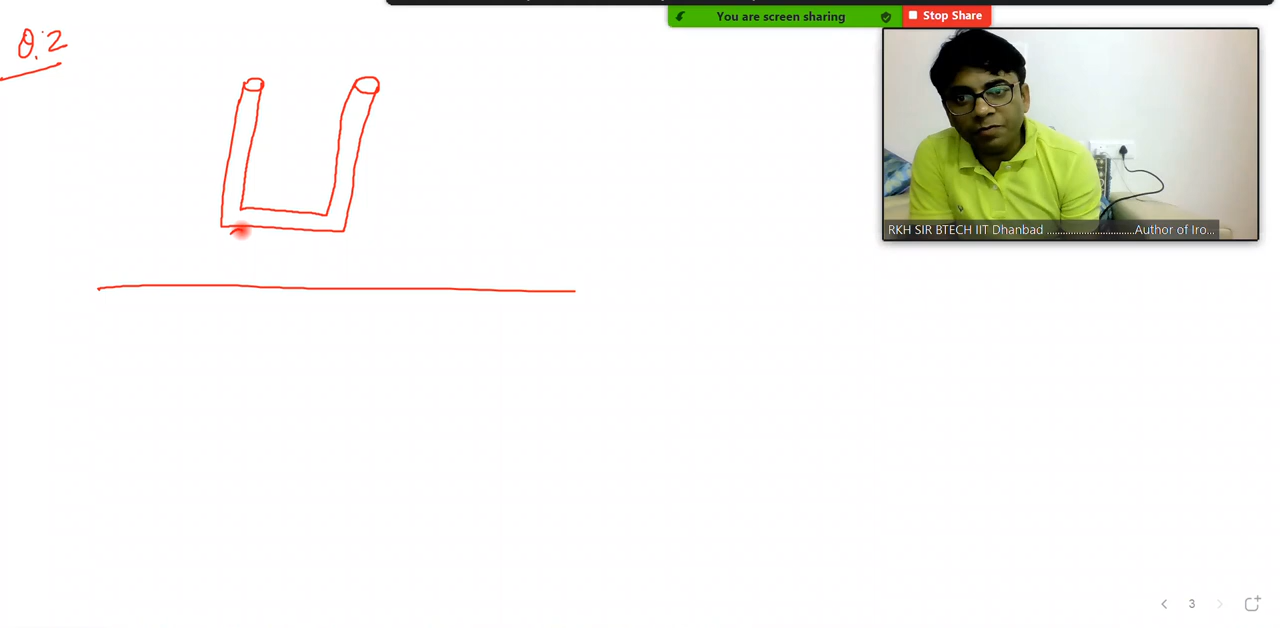 You are screen sharing
Stop Share
Q.2
RKH SIR BTECH IIT Dhanbad ................................Author of Iro...
3